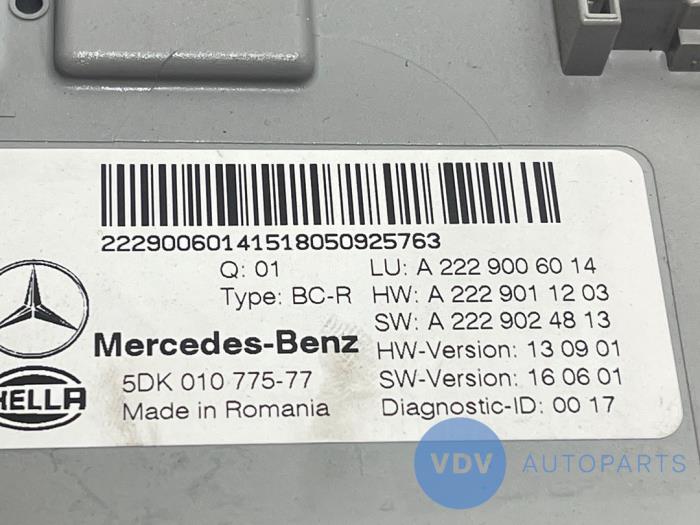 22290060141518050925763
Q: 01
Type: BC-R
LU: A 222 900 60 14
HW: A 222 901 12 03
SW: A 222 902 48 13
Mercedes-Benz
HW-Version: 13 09 01
HELLA
5DK 010 775-77
SW-Version: 16 06 01
Made in Romania
Diagnostic-ID: 00 17
VDV AUTOPARTS